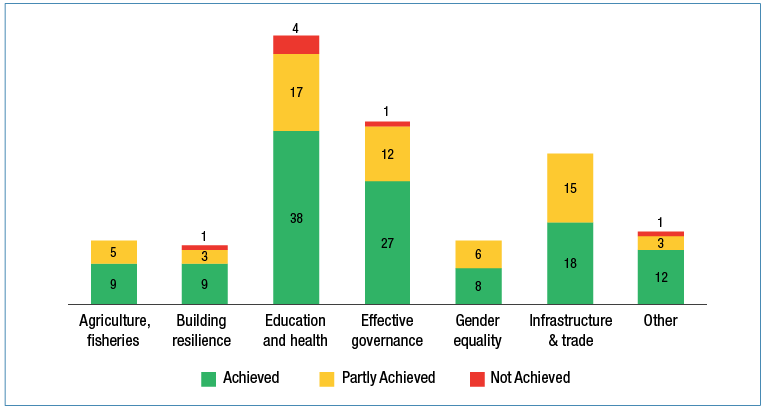 4
17
38
1
12
27
15
18
5
9
1
3
9
6
8
1
3
12
Agriculture,
fisheries
Building
resilience
Education
and health
Effective
governance
Gender
equality
Infrastructure
& trade
Other
Achieved
Partly Achieved
Not Achieved